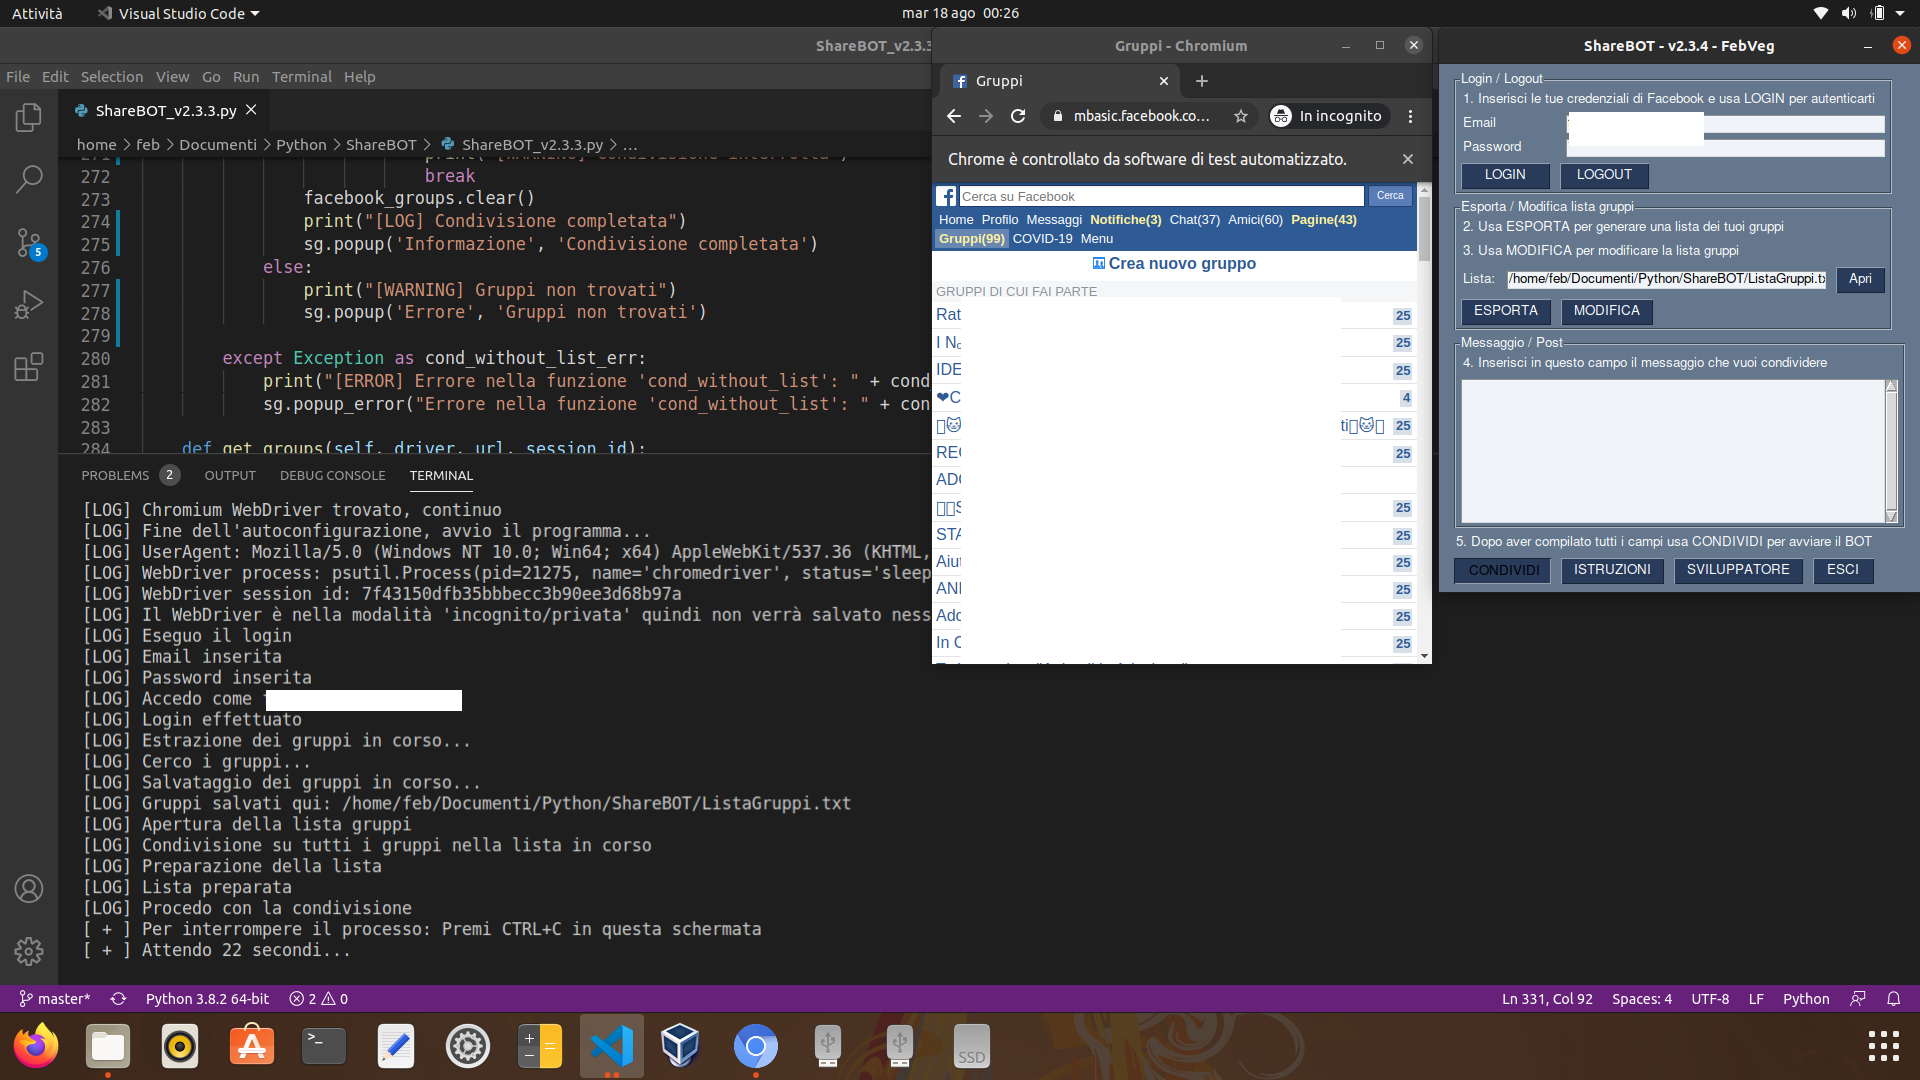 Attività
Visual Studio Code
mar 18 ago 00:26
ShareBOT_v2.3.3
File Edit Selection View Go Run Terminal Help
ShareBOT_v2.3.3.py
home > feb > Documenti > Python > ShareBOT > ShareBOT_v2.3.3.py > ...
272 break
273 facebook_groups.clear()
274 print("[LOG] Condivisione completata")
275 sg.popup('Informazione', 'Condivisione completata')
276 else:
277 print("[WARNING] Gruppi non trovati")
278 sg.popup('Errore', 'Gruppi non trovati')
279
280 except Exception as cond_without_list_err:
281 print("[ERROR] Errore nella funzione 'cond_without_list': " + cond
282 sg.popup_error("Errore nella funzione 'cond_without_list': " + con
283
284 def get_groups(self, driver, url, session_id):
PROBLEMS 2 OUTPUT DEBUG CONSOLE TERMINAL
[LOG] Chromium WebDriver trovato, continuo
[LOG] Fine dell'autoconfigurazione, avvio il programma...
[LOG] UserAgent: Mozilla/5.0 (Windows NT 10.0; Win64; x64) AppleWebKit/537.36 (KHTML,
[LOG] WebDriver process: psutil.Process(pid=21275, name='chromedriver', status='sleep
[LOG] WebDriver session id: 7f43150dfb35bbbecc3b90ee3d68b97a
[LOG] Il WebDriver è nella modalità 'incognito/privata' quindi non verrà salvato ness
[LOG] Eseguo il login
[LOG] Email inserita
[LOG] Password inserita
[LOG] Accedo come
[LOG] Login effettuato
[LOG] Estrazione dei gruppi in corso...
[LOG] Cerco i gruppi...
[LOG] Salvataggio dei gruppi in corso...
[LOG] Gruppi salvati qui: /home/feb/Documenti/Python/ShareBOT/ListaGruppi.txt
[LOG] Apertura della lista gruppi
[LOG] Condivisione su tutti i gruppi nella lista in corso
[LOG] Preparazione della lista
[LOG] Lista preparata
[LOG] Procedo con la condivisione
[ + ] Per interrompere il processo: Premi CTRL+C in questa schermata
[ + ] Attendo 22 secondi...
master* Python 3.8.2 64-bit 2 0
Ln 331, Col 92 Spaces: 4 UTF-8 LF Python
Gruppi - Chromium
Gruppi
mbasic.facebook.co... In incognito
Chrome è controllato da software di test automatizzato.
Cerca su Facebook Cerca
Home Profilo Messaggi Notifiche(3) Chat(37) Amici(60) Pagine(43)
Gruppi(99) COVID-19 Menu
Crea nuovo gruppo
GRUPPI DI CUI FAI PARTE
Rat 25
I N 25
IDE 25
❤C 4
ti 25
REC 25
ADO
S 25
STA 25
Aiut 25
ANI 25
Ado 25
In C 25
ShareBOT - v2.3.4 - FebVeg
Login / Logout
1. Inserisci le tue credenziali di Facebook e usa LOGIN per autenticarti
Email
Password
LOGIN LOGOUT
Esporta / Modifica lista gruppi
2. Usa ESPORTA per generare una lista dei tuoi gruppi
3. Usa MODIFICA per modificare la lista gruppi
Lista: /home/feb/Documenti/Python/ShareBOT/ListaGruppi.tx Apri
ESPORTA MODIFICA
Messaggio / Post
4. Inserisci in questo campo il messaggio che vuoi condividere
5. Dopo aver compilato tutti i campi usa CONDIVIDI per avviare il BOT
CONDIVIDI ISTRUZIONI SVILUPPATORE ESCI
SSD